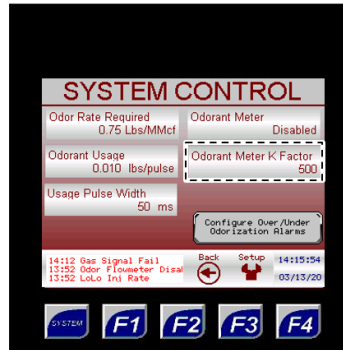 SYSTEM CONTROL
Odor Rate Required
0.75 Lbs/MMcf
Odorant Meter
Disabled
Odorant Usage
0.010 lbs/pulse
Odorant Meter K Factor
500
Usage Pulse Width
50 ms
Configure Over/Under
Odorization Alarms
14:12 Gas Signal Fail
13:52 Odor Flowmeter Disa
13:52 LoLo Inj Rate
Back
Setup
14:15:54
03/13/20
SYSTEM
F1
F2
F3
F4